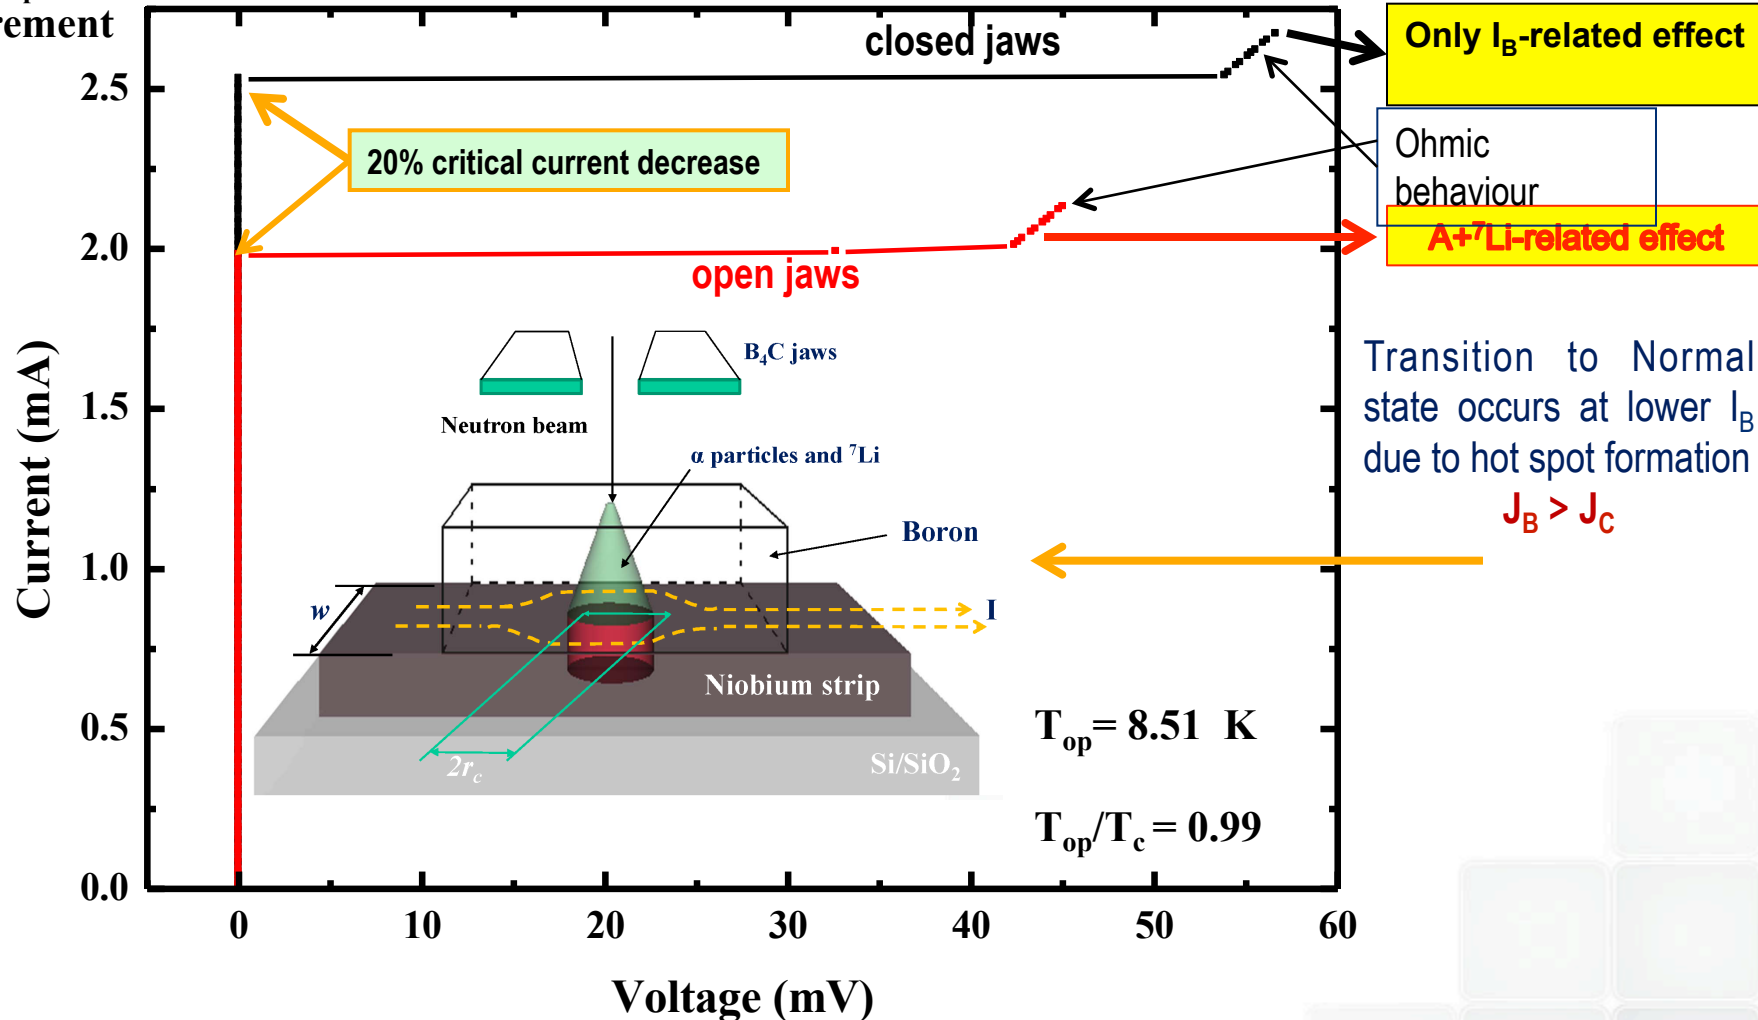 rement
closed jaws
Only I_B-related effect
2.5
20% critical current decrease
Ohmic
behaviour
2.0
A+⁷Li-related effect
open jaws
B₄C jaws
Transition to Normal
state occurs at lower I_B
due to hot spot formation
J_B > J_C
1.5
Neutron beam
α particles and ⁷Li
Boron
1.0
Current (mA)
w
I
Niobium strip
T_op= 8.51 K
0.5
2r_c
Si/SiO₂
T_op/T_c = 0.99
0.0
0 10 20 30 40 50 60
Voltage (mV)